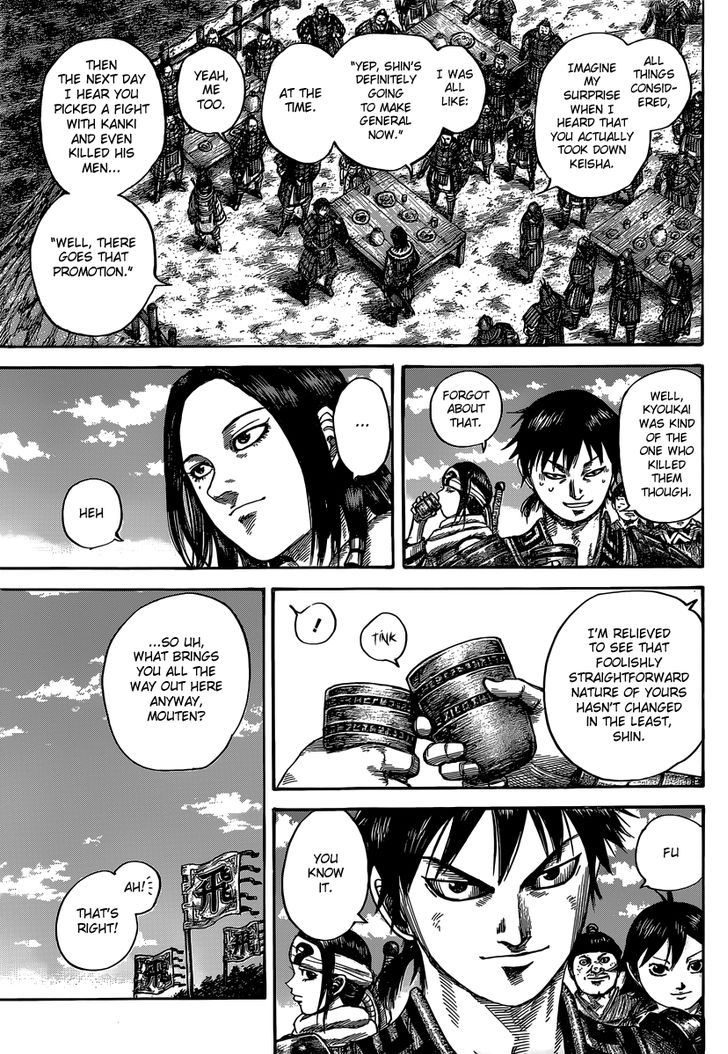 ALL
THINGS
CONSID-
ERED,
IMAGINE
MY
SURPRISE
WHEN I
HEARD THAT
YOU ACTUALLY
TOOK DOWN
KEISHA.
I WAS
ALL
LIKE:
"YEP, SHIN'S
DEFINITELY
GOING
TO MAKE
GENERAL
NOW."
AT THE
TIME.
YEAH,
ME
TOO.
THEN
THE NEXT DAY
I HEAR YOU
PICKED A FIGHT
WITH KANKI
AND EVEN
KILLED HIS
MEN...
"WELL, THERE
GOES THAT
PROMOTION."
WELL,
KYOUKAI
WAS KIND
OF THE
ONE WHO
KILLED
THEM
THOUGH.
FORGOT
ABOUT
THAT.
...
HEH
I'M RELIEVED
TO SEE THAT
FOOLISHLY
STRAIGHTFORWARD
NATURE OF YOURS
HASN'T CHANGED
IN THE LEAST,
SHIN.
TINK
!
FU
YOU
KNOW
IT.
...SO UH,
WHAT BRINGS
YOU ALL THE
WAY OUT HERE
ANYWAY,
MOUTEN?
AH!
THAT'S
RIGHT!
飛
飛
飛